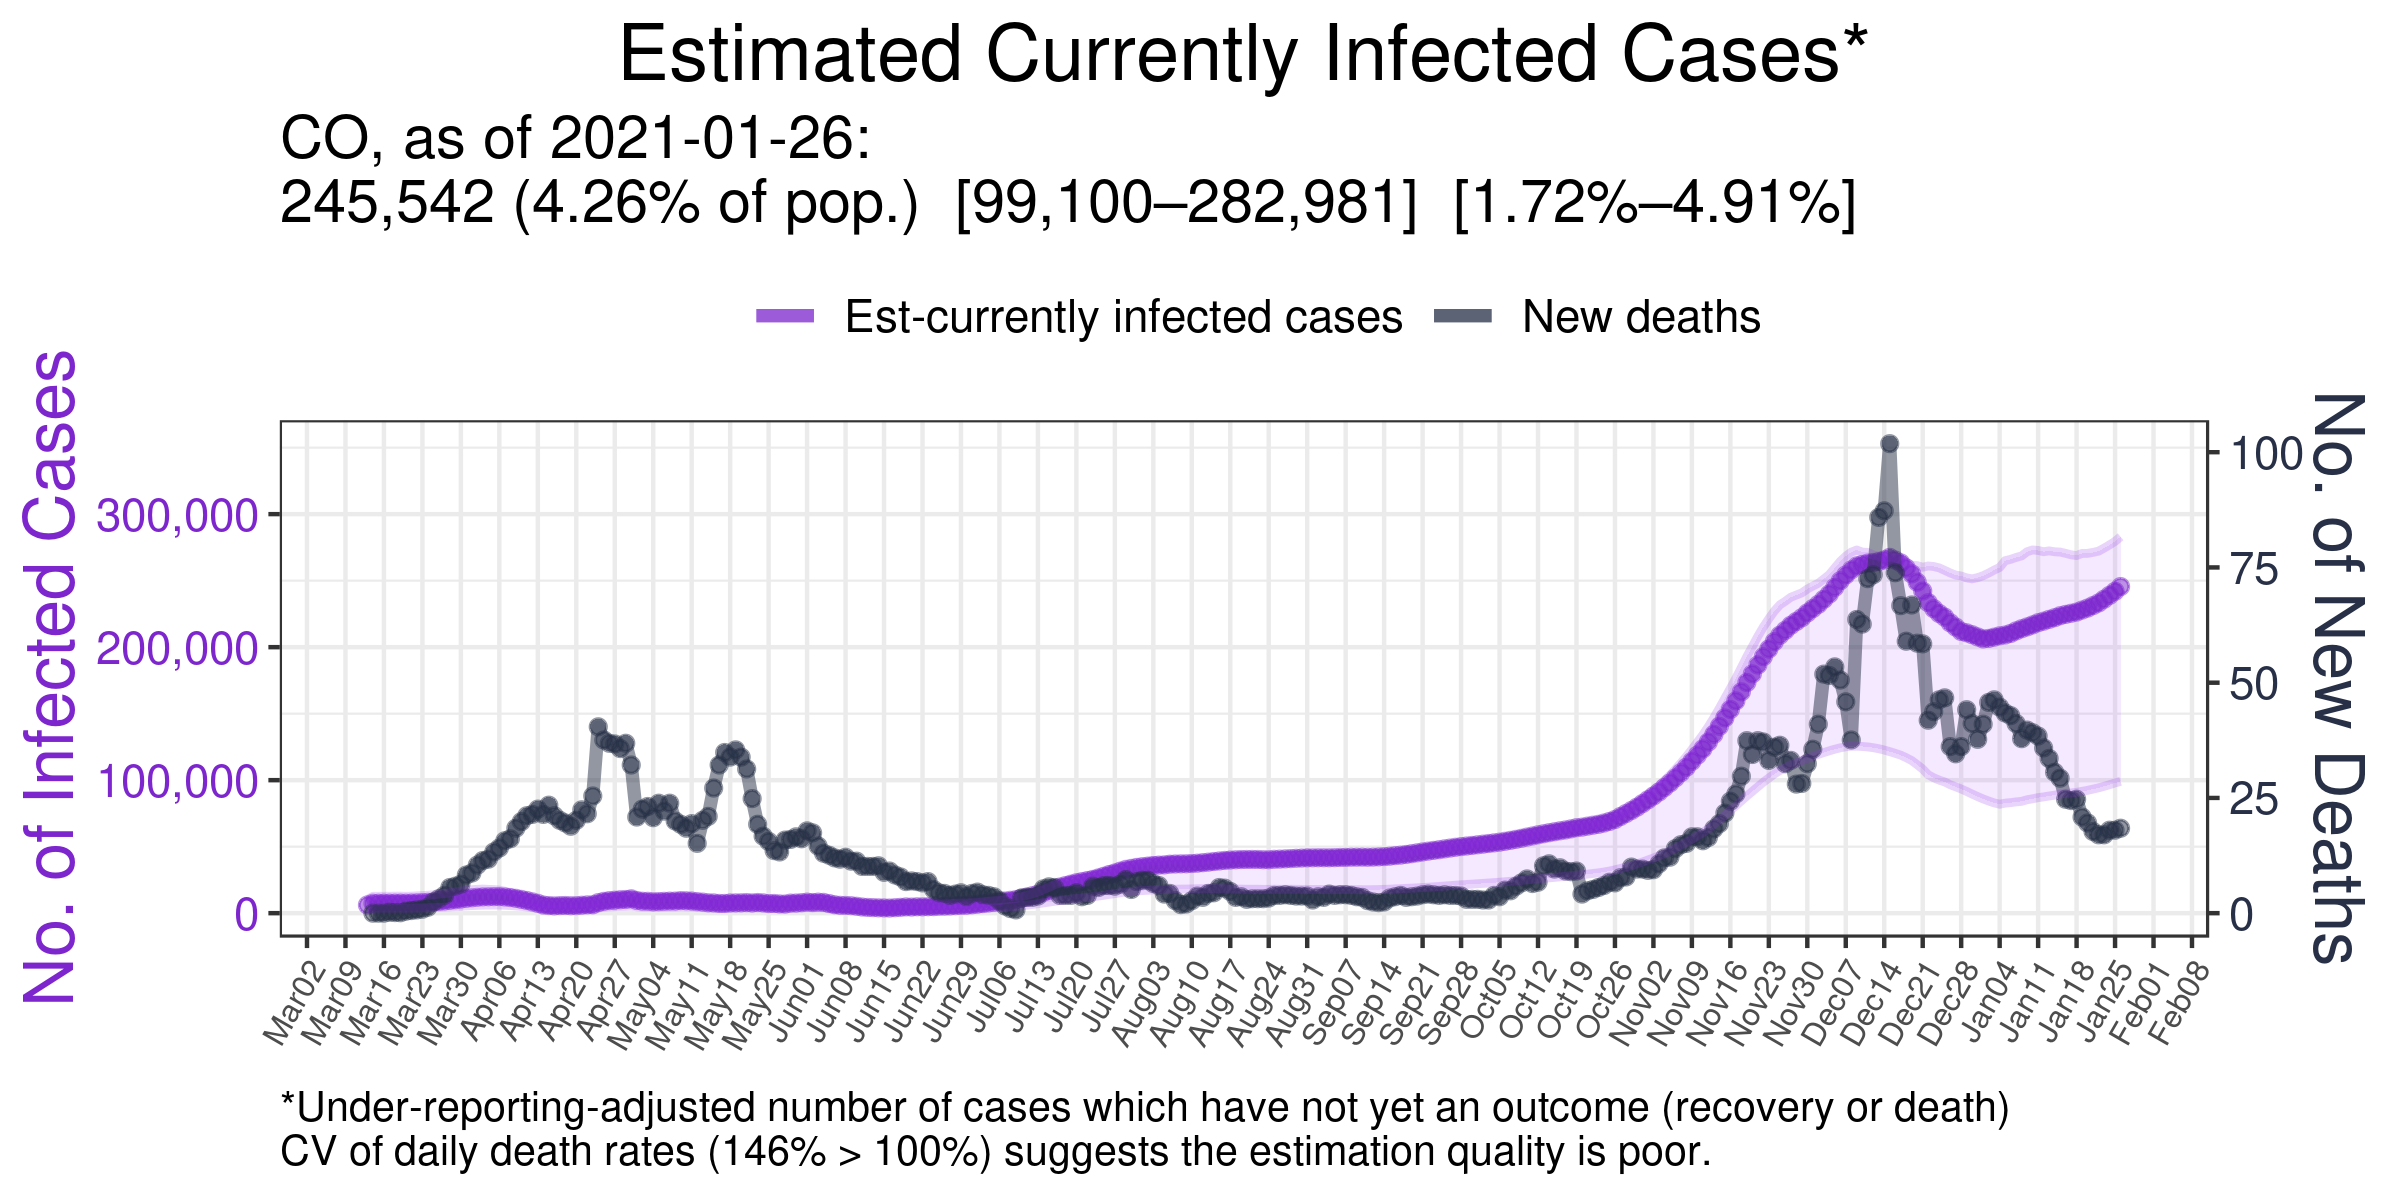 Estimated Currently Infected Cases*
CO, as of 2021-01-26:
245,542 (4.26% of pop.)  [99,100–282,981]  [1.72%–4.91%]
Est-currently infected cases
New deaths
No. of Infected Cases
300,000
200,000
100,000
0
100
75
50
25
0
No. of New Deaths
Mar02
Mar09
Mar16
Mar23
Mar30
Apr06
Apr13
Apr20
Apr27
May04
May11
May18
May25
Jun01
Jun08
Jun15
Jun22
Jun29
Jul06
Jul13
Jul20
Jul27
Aug03
Aug10
Aug17
Aug24
Aug31
Sep07
Sep14
Sep21
Sep28
Oct05
Oct12
Oct19
Oct26
Nov02
Nov09
Nov16
Nov23
Nov30
Dec07
Dec14
Dec21
Dec28
Jan04
Jan11
Jan18
Jan25
Feb01
Feb08
*Under-reporting-adjusted number of cases which have not yet an outcome (recovery or death)
CV of daily death rates (146% > 100%) suggests the estimation quality is poor.